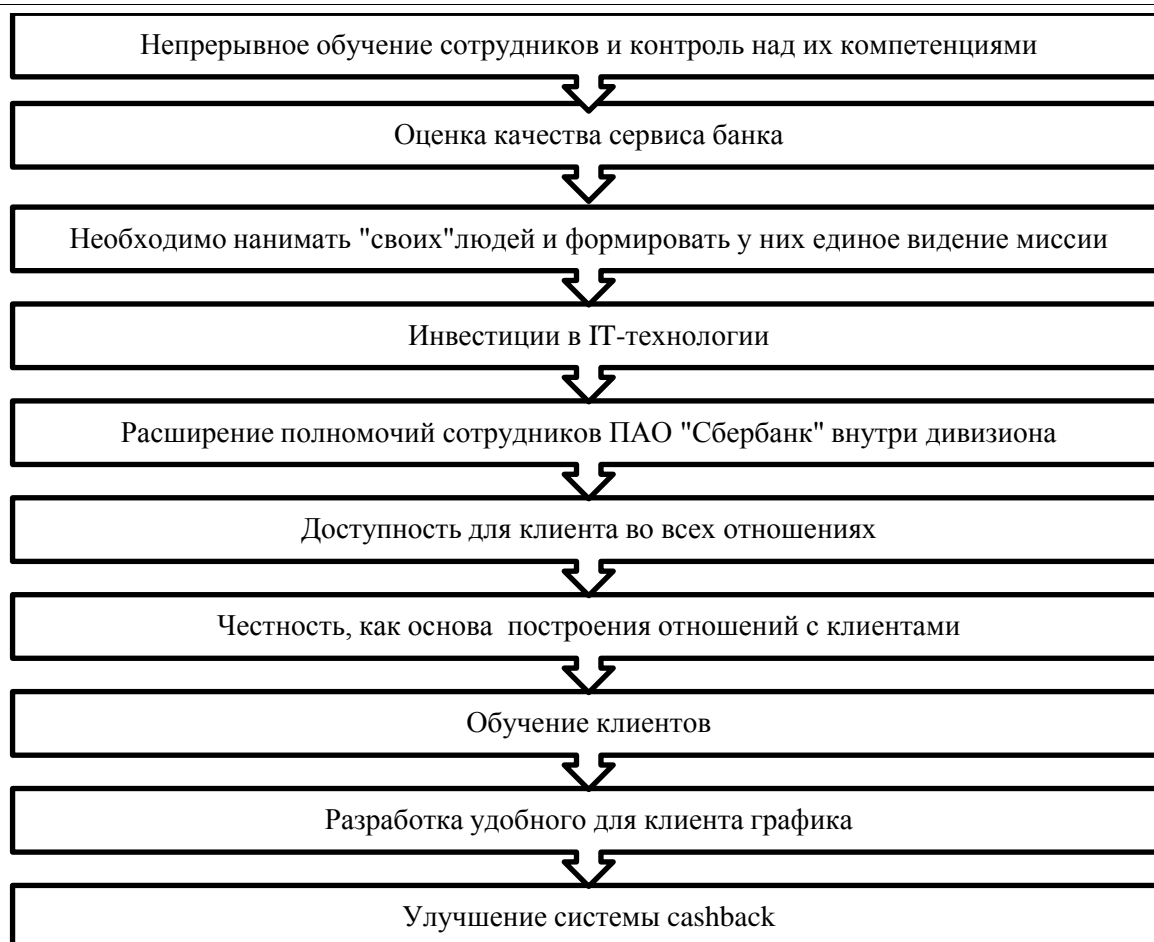 Непрерывное обучение сотрудников и контроль над их компетенциями
Оценка качества сервиса банка
Необходимо нанимать "своих"людей и формировать у них единое видение миссии
Инвестиции в IT-технологии
Расширение полномочий сотрудников ПАО "Сбербанк" внутри дивизиона
Доступность для клиента во всех отношениях
Честность, как основа  построения отношений с клиентами
Обучение клиентов
Разработка удобного для клиента графика
Улучшение системы cashback